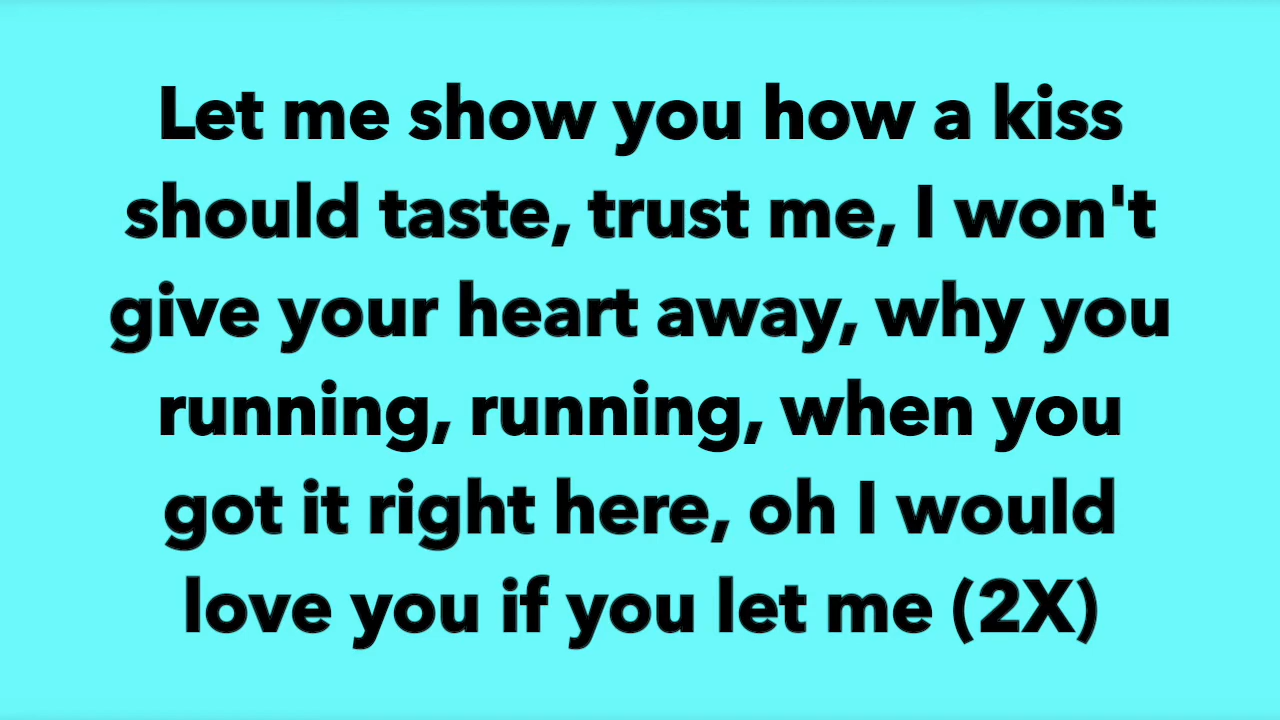 Let me show you how a kiss
should taste, trust me, I won't
give your heart away, why you
running, running, when you
got it right here, oh I would
love you if you let me (2X)